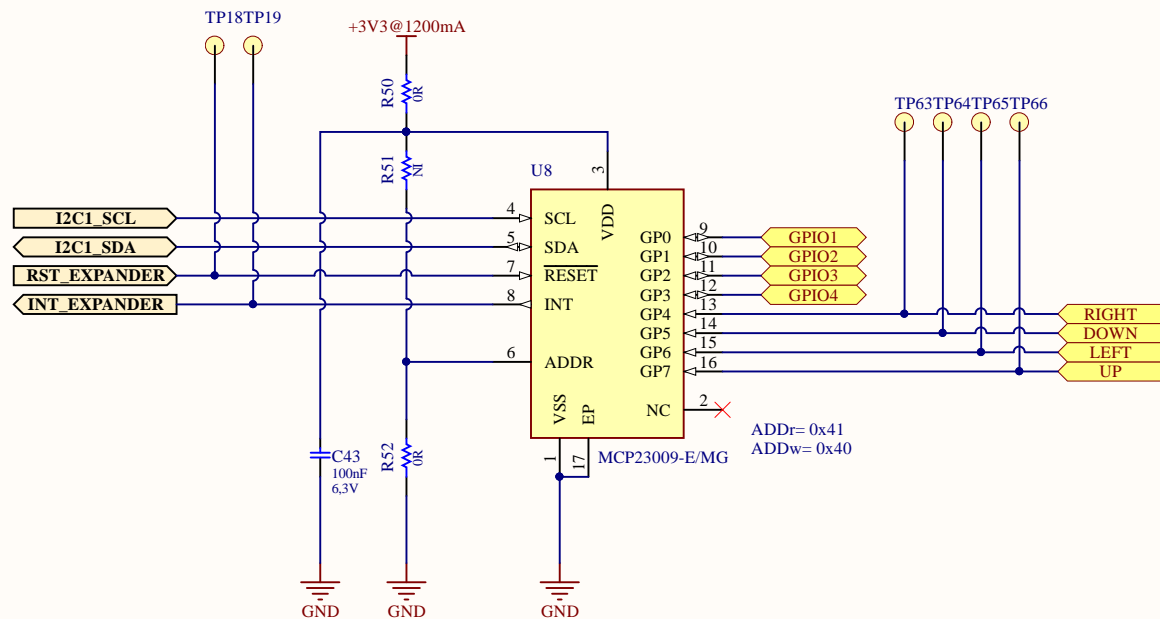 TP18TP19
+3V3@1200mA
R50
0R
TP63TP64TP65TP66
R51
NI
U8
3
VDD
I2C1_SCL
4
SCL
I2C1_SDA
5
SDA
RST_EXPANDER
7
RESET
INT_EXPANDER
8
INT
6
ADDR
GP0
9
GPIO1
GP1
10
GPIO2
GP2
11
GPIO3
GP3
12
GPIO4
GP4
13
RIGHT
GP5
14
DOWN
GP6
15
LEFT
GP7
16
UP
NC
2
VSS
EP
1
17
ADDr= 0x41
ADDw= 0x40
MCP23009-E/MG
C43
100nF
6,3V
R52
0R
GND
GND
GND